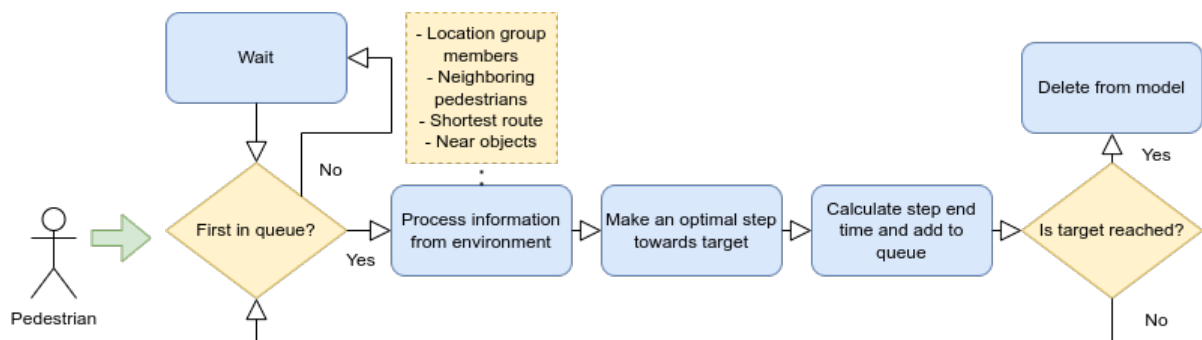 Wait
- Location group
members
- Neighboring
pedestrians
- Shortest route
- Near objects
Delete from model
No
Yes
First in queue?
Yes
Process information
from environment
Make an optimal step
towards target
Calculate step end
time and add to
queue
Is target reached?
No
Pedestrian